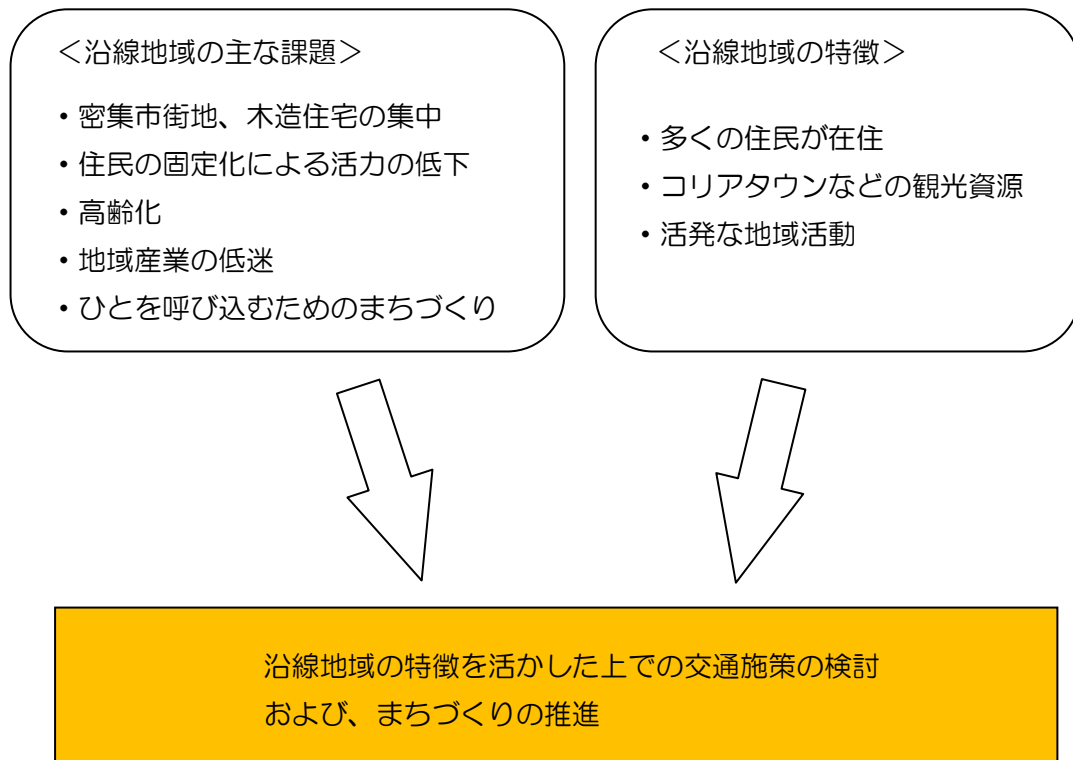 ＜沿線地域の主な課題＞
・密集市街地、木造住宅の集中
・住民の固定化による活力の低下
・高齢化
・地域産業の低迷
・ひとを呼び込むためのまちづくり
＜沿線地域の特徴＞
・多くの住民が在住
・コリアタウンなどの観光資源
・活発な地域活動
沿線地域の特徴を活かした上での交通施策の検討
および、まちづくりの推進